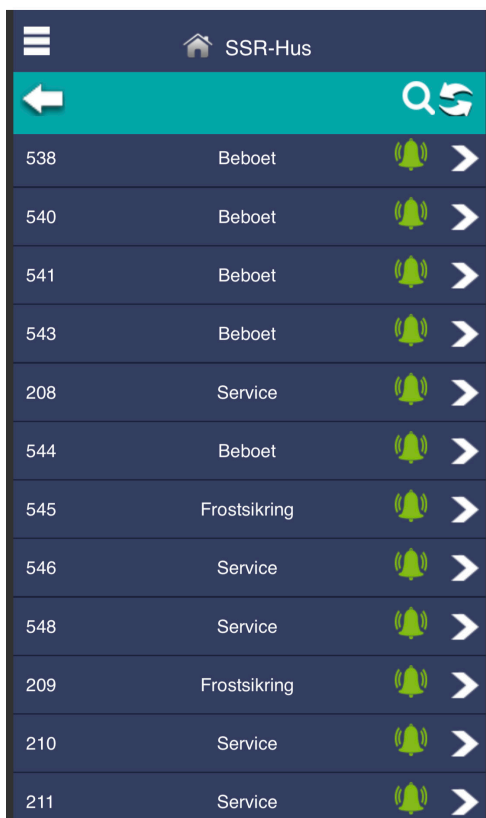 SSR-Hus
538 Beboet
540 Beboet
541 Beboet
543 Beboet
208 Service
544 Beboet
545 Frostsikring
546 Service
548 Service
209 Frostsikring
210 Service
211 Service